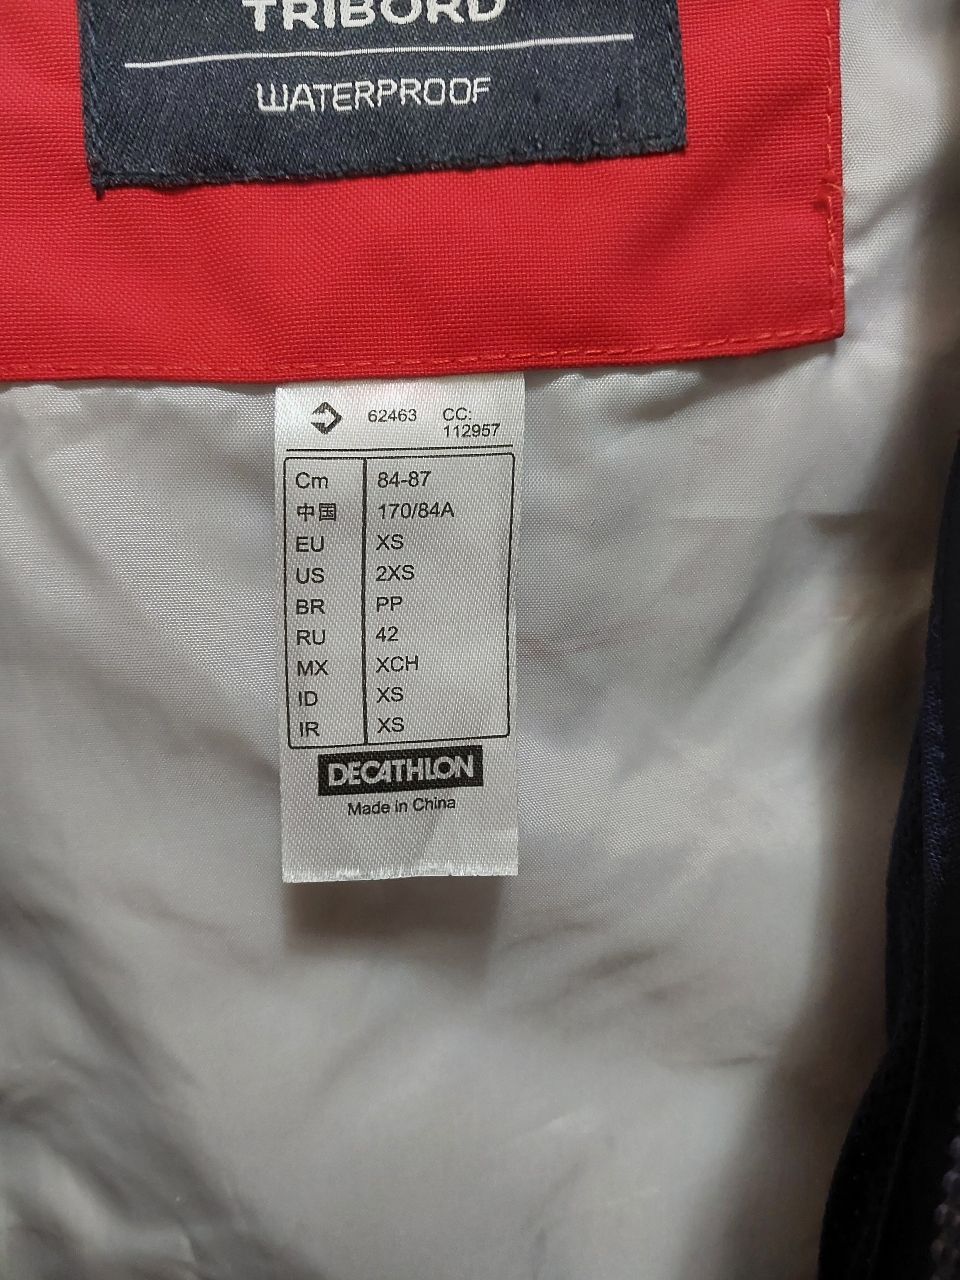 TRIBORD
WATERPROOF
62463 CC:
112957
Cm 84-87
中国 170/84A
EU XS
US 2XS
BR PP
RU 42
MX XCH
ID XS
IR XS
DECATHLON
Made in China